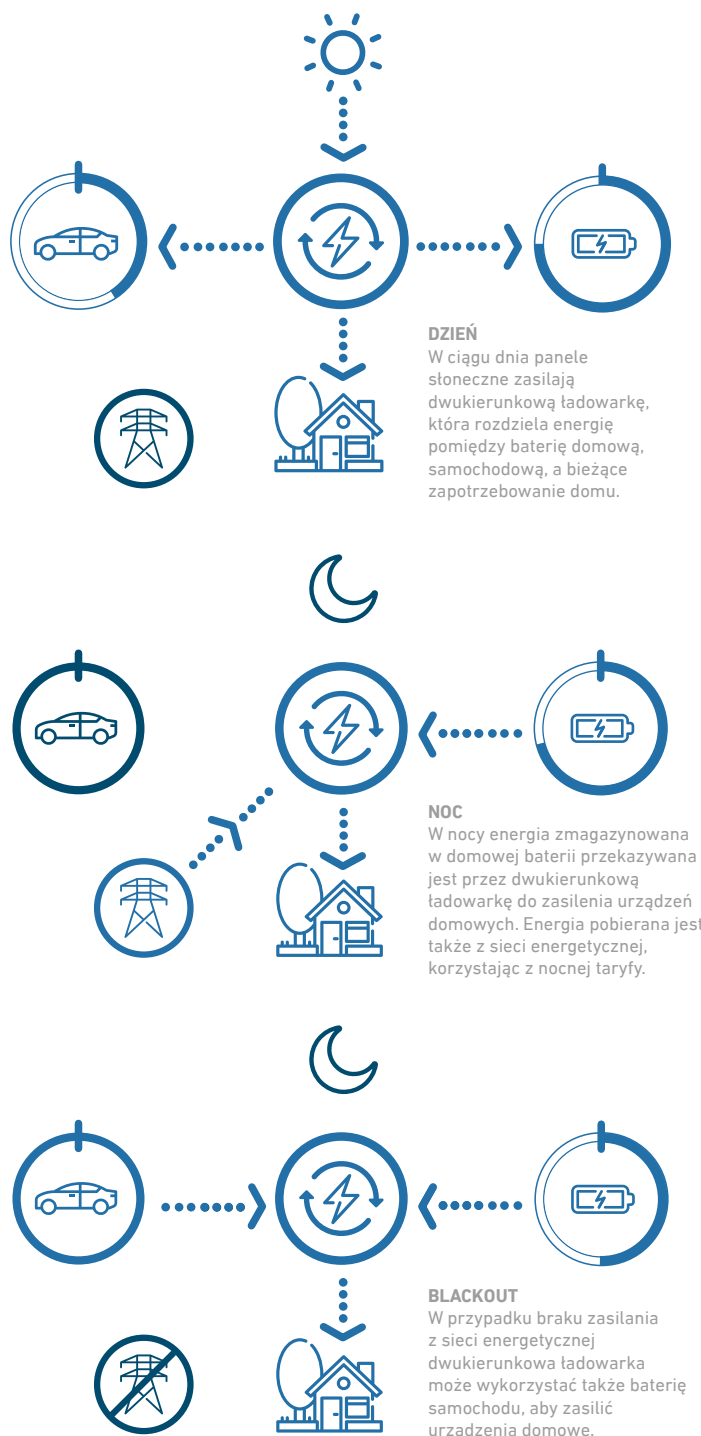 DZIEŃ
W ciągu dnia panele
słoneczne zasilają
dwukierunkową ładowarkę,
która rozdziela energię
pomiędzy baterię domową,
samochodową, a bieżące
zapotrzebowanie domu.
NOC
W nocy energia zmagazynowana
w domowej baterii przekazywana
jest przez dwukierunkową
ładowarkę do zasilenia urządzeń
domowych. Energia pobierana jest
także z sieci energetycznej,
korzystając z nocnej taryfy.
BLACKOUT
W przypadku braku zasilania
z sieci energetycznej
dwukierunkowa ładowarka
może wykorzystać także baterię
samochodu, aby zasilić
urządzenia domowe.